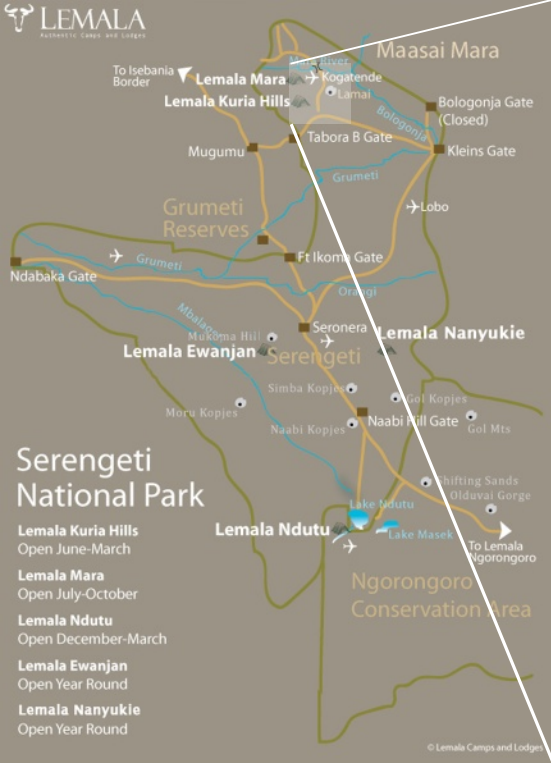 LEMALA
Authentic Camps and Lodges
Maasai Mara
To Isebania
Border
Mara River
Lemala Mara
Kogatende
Lamai
Lemala Kuria Hills
Bologonja Gate
(Closed)
Bologonja
Tabora B Gate
Mugumu
Kleins Gate
Grumeti
Grumeti
Reserves
Lobo
Ft Ikoma Gate
Grumeti
Ndabaka Gate
Orangi
Mbalageti
Seronera
Mukoma Hill
Lemala Nanyukie
Lemala Ewanjan
Serengeti
Simba Kopjes
Gol Kopjes
Moru Kopjes
Naabi Hill Gate
Naabi Kopjes
Gol Mts
Serengeti
National Park
Shifting Sands
Olduvai Gorge
Lake Ndutu
Lemala Ndutu
Lake Masek
To Lemala
Ngorongoro
Lemala Kuria Hills
Open June-March
Lemala Mara
Open July-October
Ngorongoro
Conservation Area
Lemala Ndutu
Open December-March
Lemala Ewanjan
Open Year Round
Lemala Nanyukie
Open Year Round
© Lemala Camps and Lodges